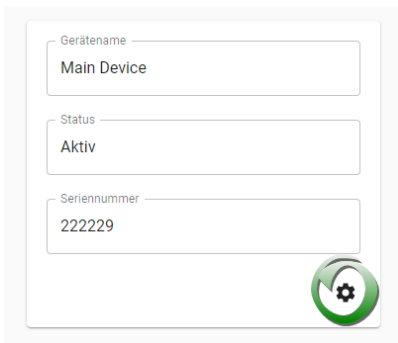 Gerätename
Main Device
Status
Aktiv
Seriennummer
222229